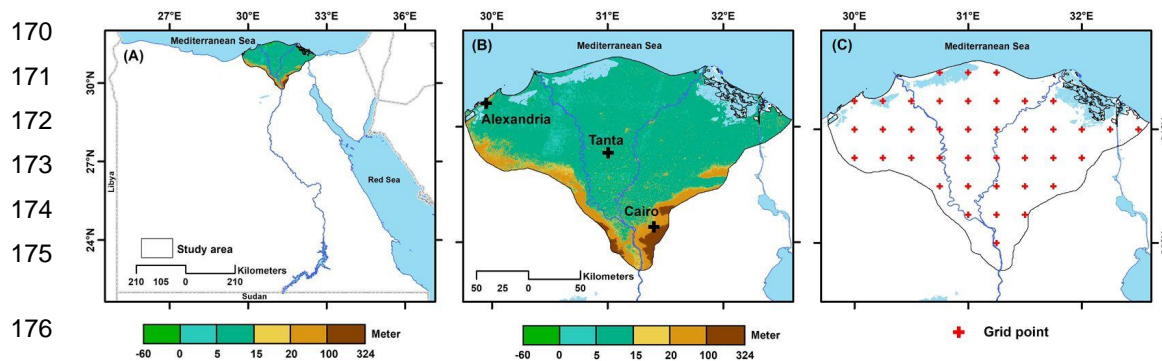 170
171
172
173
174
175
176
27°E 30°E 33°E 36°E
(A)
Mediterranean Sea
30°N
27°N
24°N
Libya
Red Sea
Study area
Kilometers
210 105 0 210
Sudan
Meter
-60 0 5 15 20 100 324
30°E 31°E 32°E
(B)
Mediterranean Sea
Alexandria
Tanta
Cairo
Kilometers
50 25 0 50
Meter
-60 0 5 15 20 100 324
30°E 31°E 32°E
(C)
Mediterranean Sea
Grid point